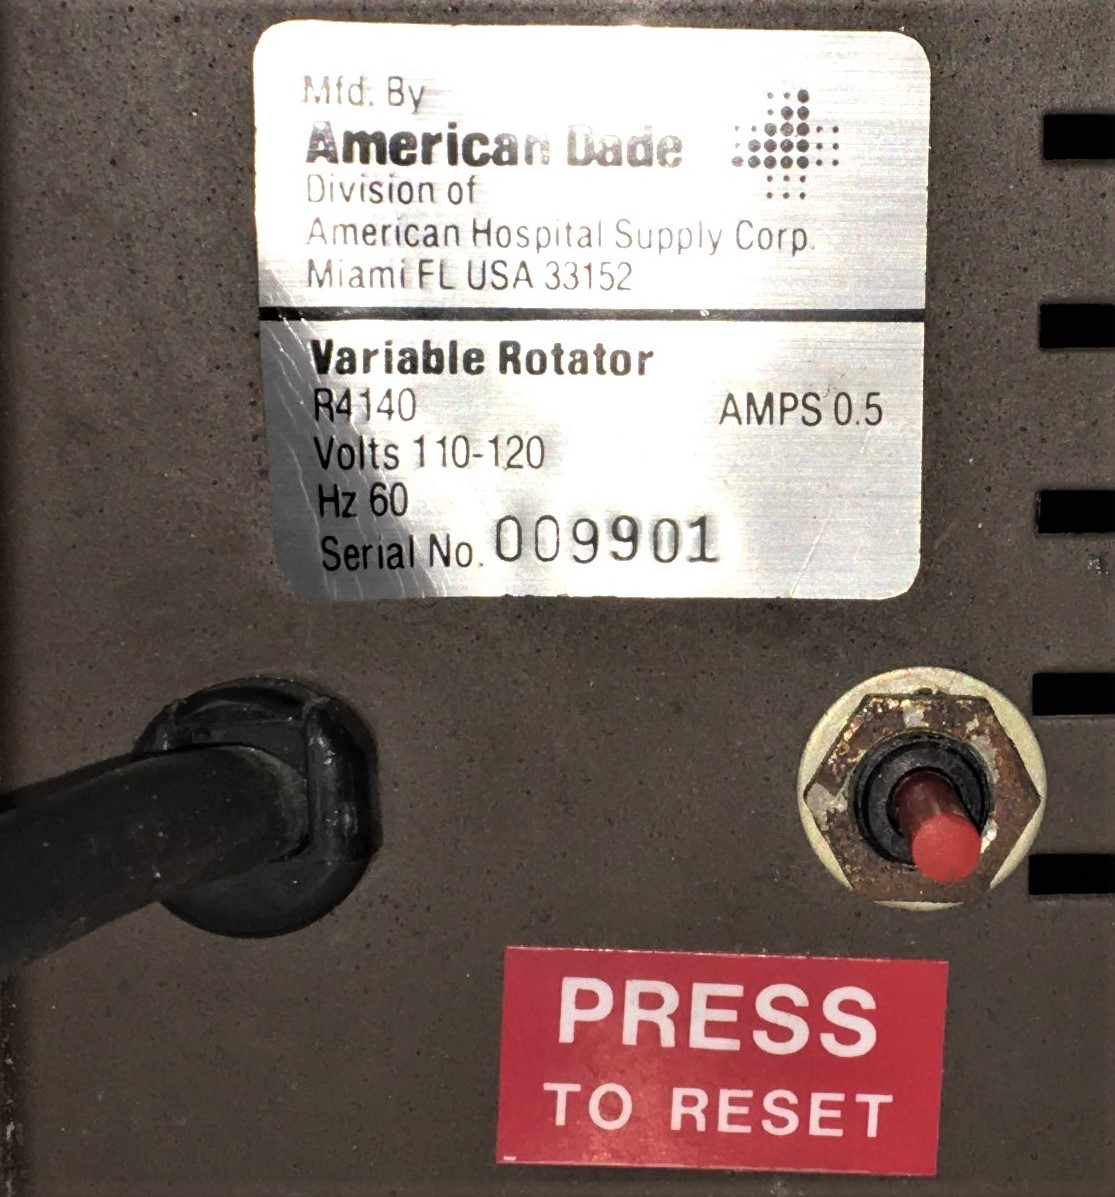 Mfd. By
American Dade
Division of
American Hospital Supply Corp.
Miami FL USA 33152
Variable Rotator
R4140 AMPS 0.5
Volts 110-120
Hz 60
Serial No. 009901
PRESS
TO RESET